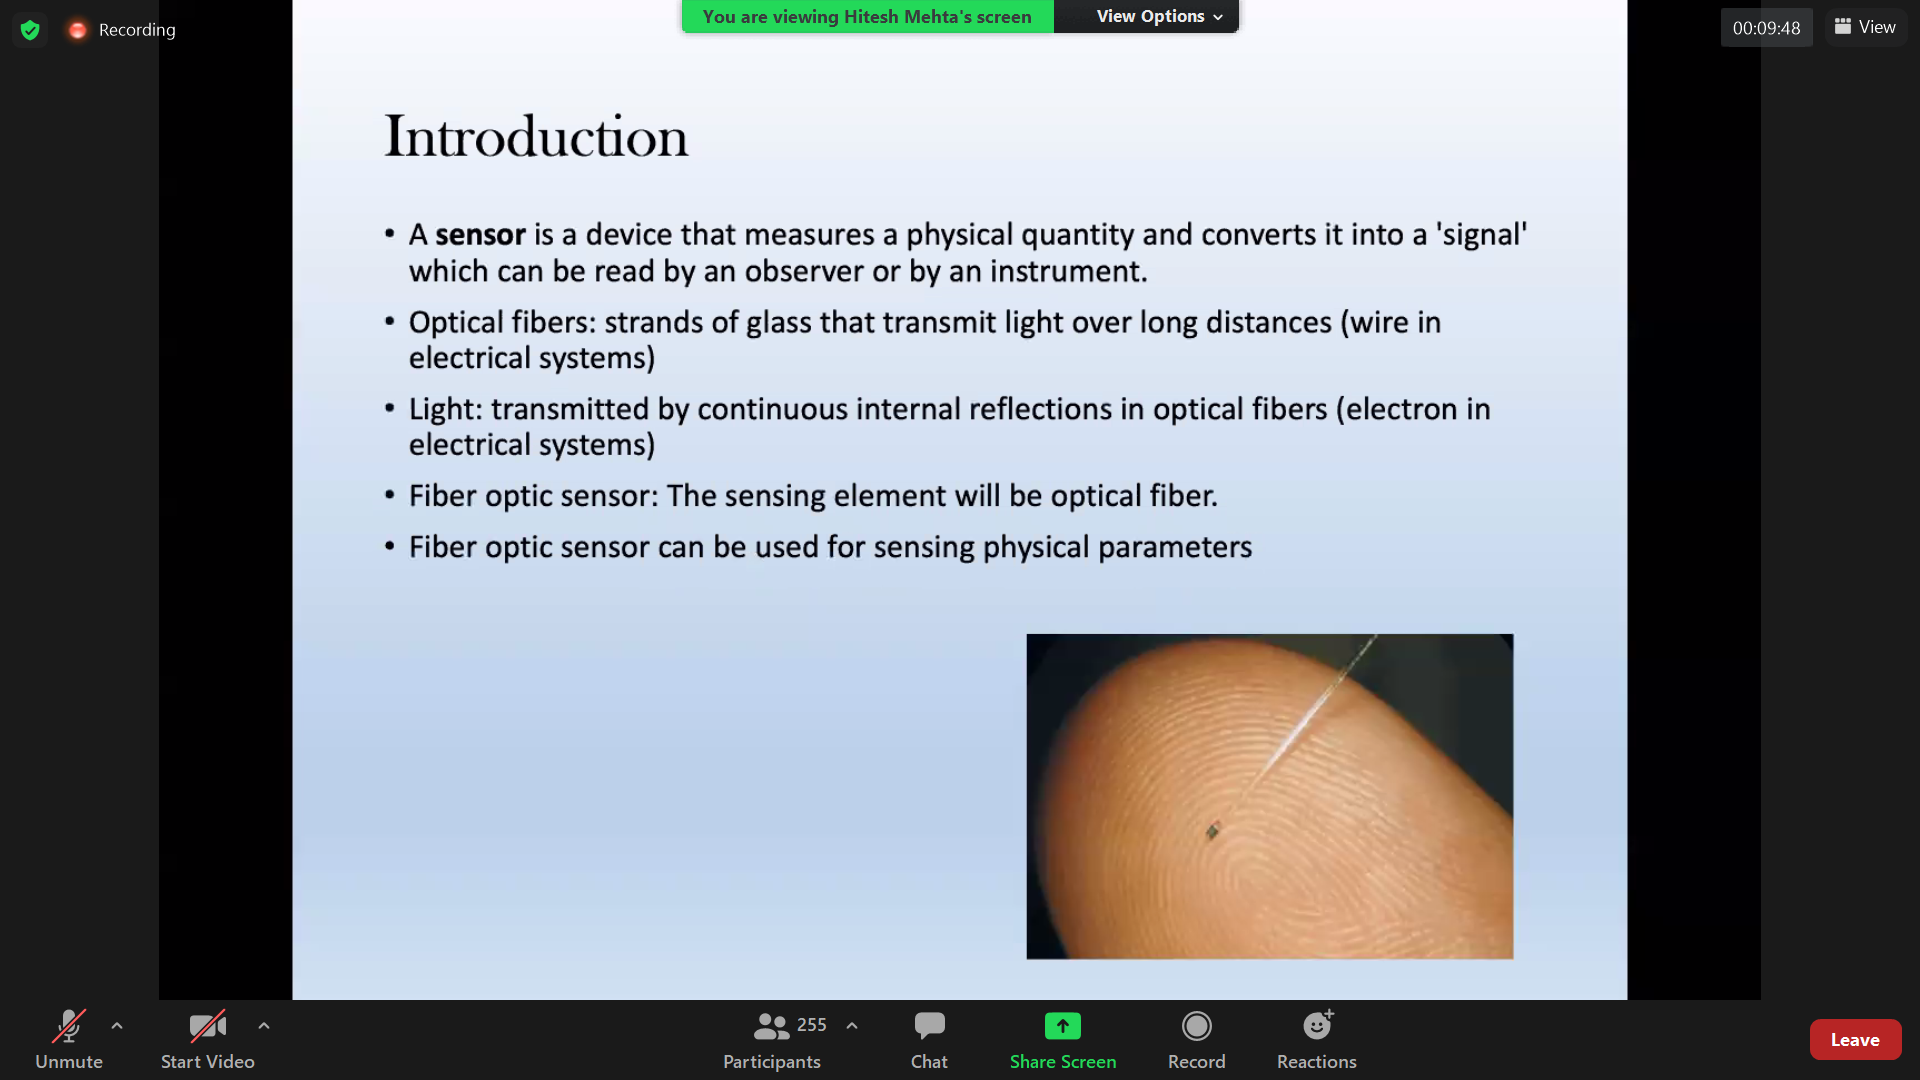 Recording
You are viewing Hitesh Mehta's screen
View Options
00:09:48
View
Introduction
• A sensor is a device that measures a physical quantity and converts it into a 'signal'
which can be read by an observer or by an instrument.
• Optical fibers: strands of glass that transmit light over long distances (wire in
electrical systems)
• Light: transmitted by continuous internal reflections in optical fibers (electron in
electrical systems)
• Fiber optic sensor: The sensing element will be optical fiber.
• Fiber optic sensor can be used for sensing physical parameters
Unmute
Start Video
255
Participants
Chat
Share Screen
Record
Reactions
Leave